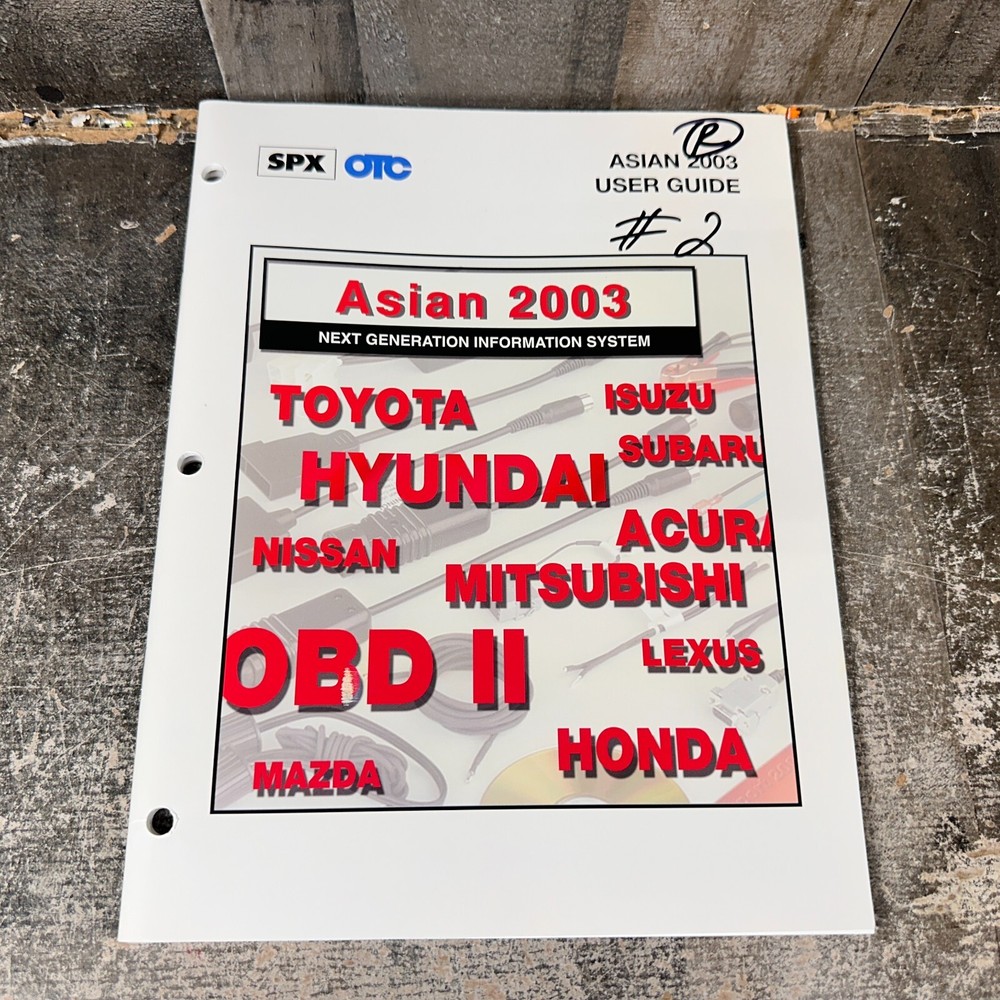 SPX OTC
R
ASIAN 2003
USER GUIDE
# 2
Asian 2003
NEXT GENERATION INFORMATION SYSTEM
TOYOTA
ISUZU
SUBARU
HYUNDAI
ACURA
NISSAN
MITSUBISHI
OBD II
LEXUS
HONDA
MAZDA